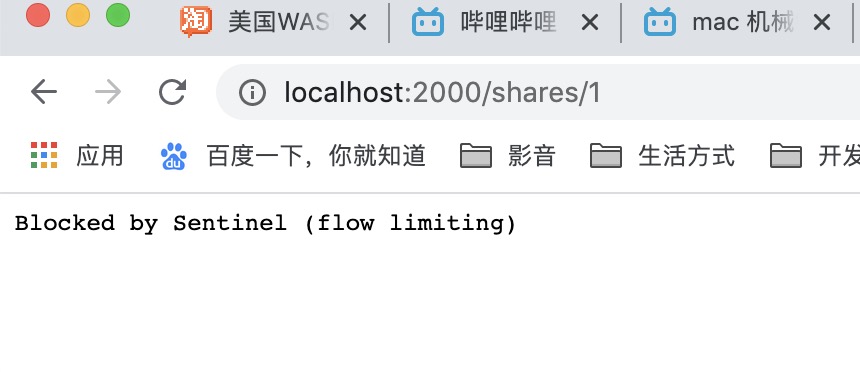 淘 美国WAS 哔哩哔哩 mac 机械
localhost:2000/shares/1
应用 du 百度一下，你就知道 影音 生活方式 开发
Blocked by Sentinel (flow limiting)